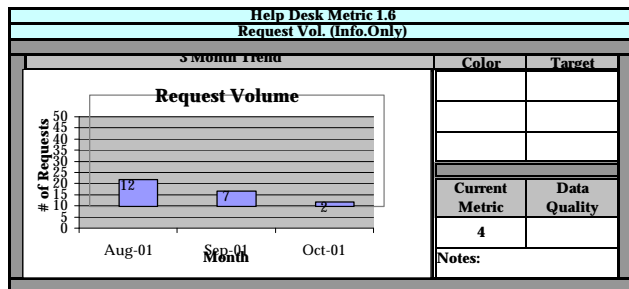 Help Desk Metric 1.6
Request Vol. (Info.Only)
3 Month Trend
Color Target
Request Volume
# of Requests
50
45
40
35
30
25
20
15
10
5
0
12
7
2
Aug-01 Sep-01 Oct-01
Month
Current Metric
Data Quality
4
Notes: